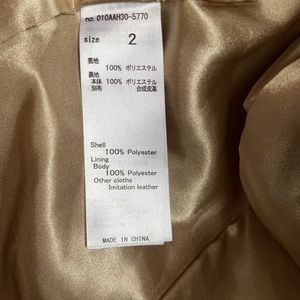 no. 010AAH30-5770
size 2
表地
100% ポリエステル
裏地
本体 100% ポリエステル
別布 合成皮革
Shell
100% Polyester
Lining
Body
100% Polyester
Other cloths
Imitation leather
MADE IN CHINA